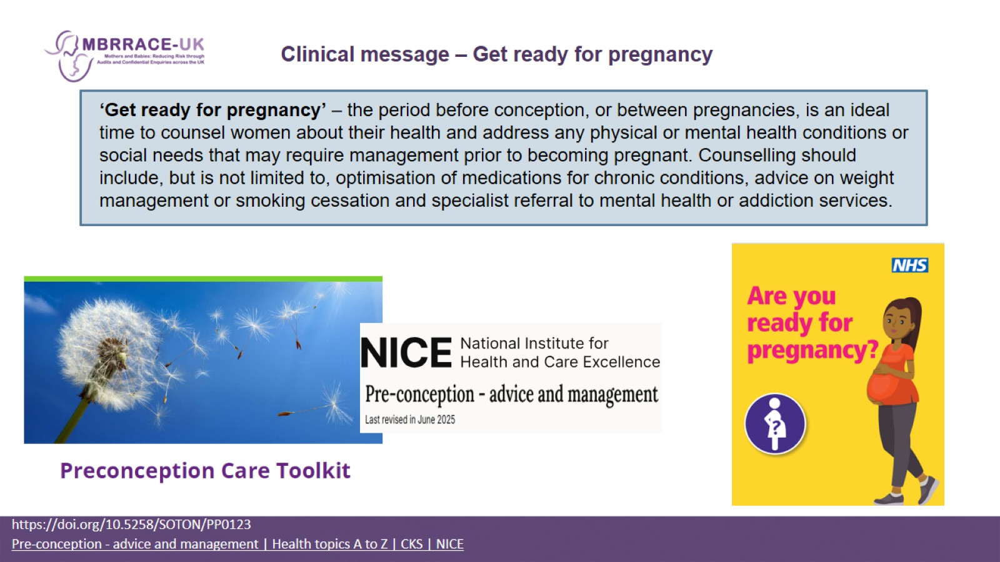 MBRRACE-UK
Mothers and Babies: Reducing Risk through
Audits and Confidential Enquiries across the UK
Clinical message – Get ready for pregnancy
‘Get ready for pregnancy’ – the period before conception, or between pregnancies, is an ideal
time to counsel women about their health and address any physical or mental health conditions or
social needs that may require management prior to becoming pregnant. Counselling should
include, but is not limited to, optimisation of medications for chronic conditions, advice on weight
management or smoking cessation and specialist referral to mental health or addiction services.
NICE National Institute for
Health and Care Excellence
Pre-conception - advice and management
Last revised in June 2025
Preconception Care Toolkit
NHS
Are you
ready for
pregnancy?
?
https://doi.org/10.5258/SOTON/PP0123
Pre-conception - advice and management | Health topics A to Z | CKS | NICE